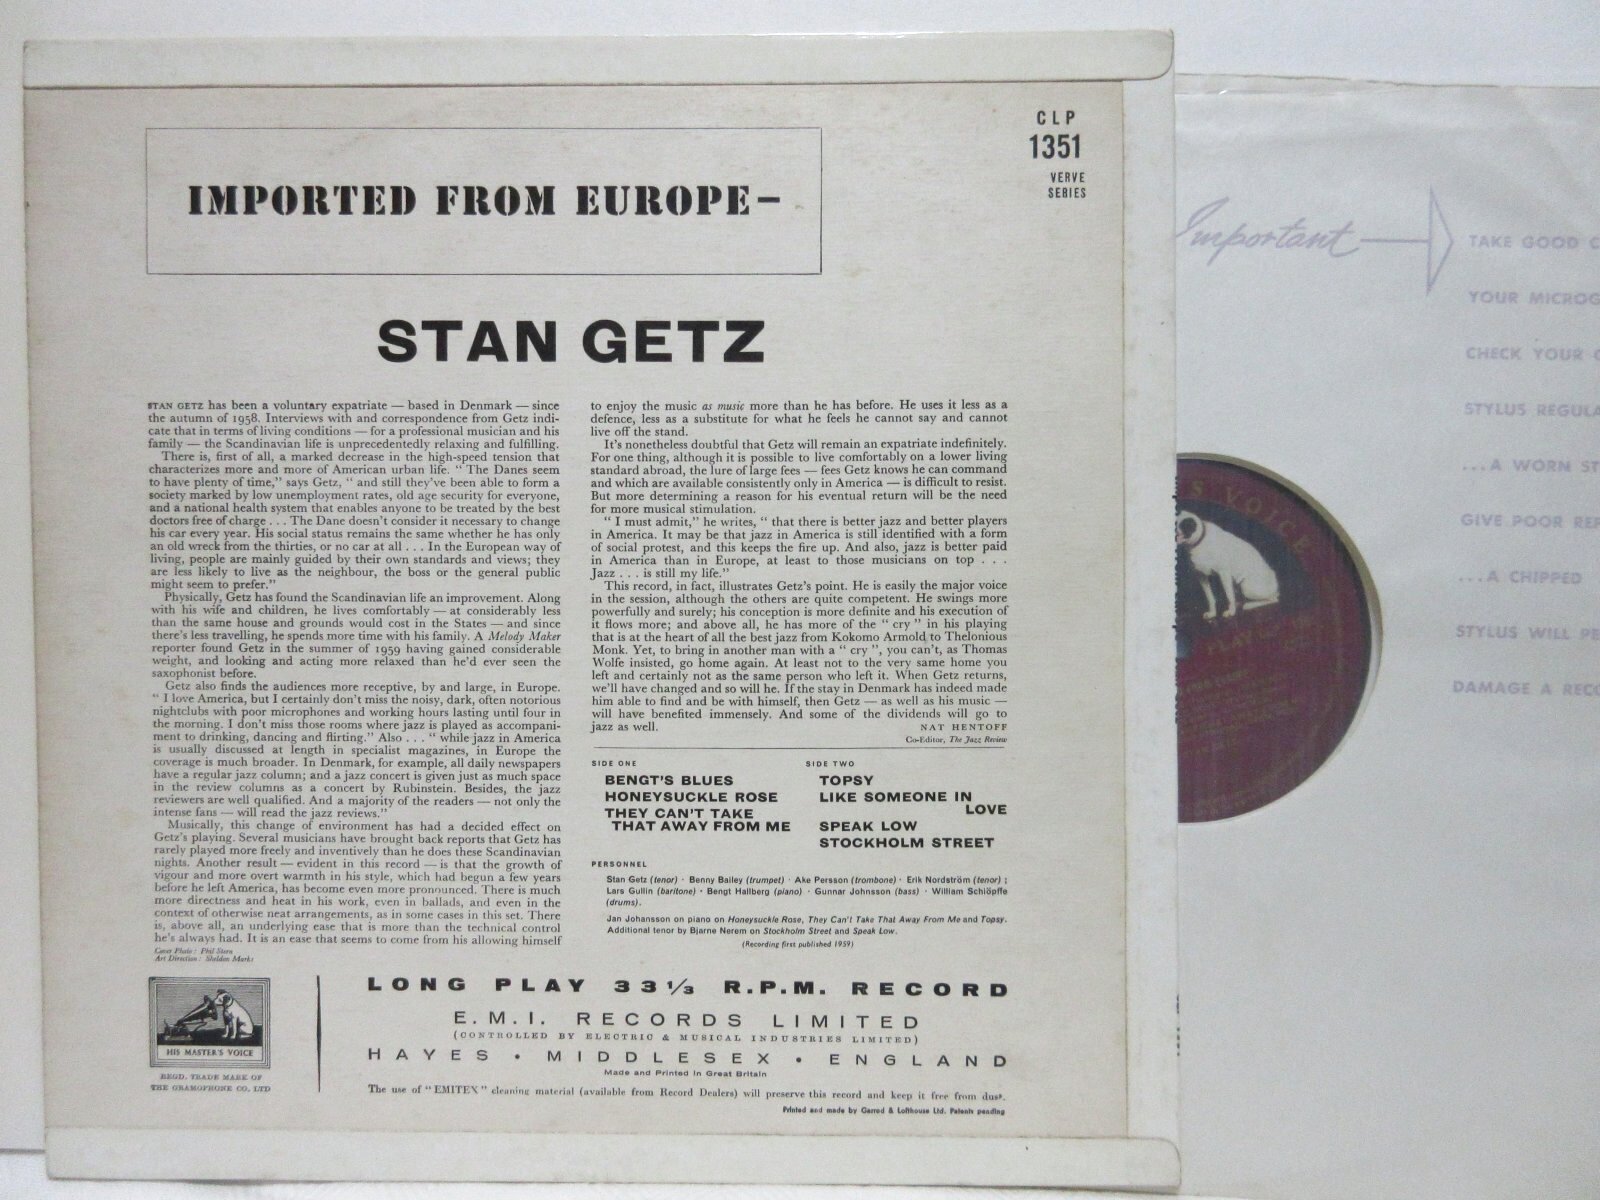 CLP
1351
VERVE
SERIES
IMPORTED FROM EUROPE—
STAN GETZ
STAN GETZ has been a voluntary expatriate — based in Denmark — since
the autumn of 1958. Interviews with and correspondence from Getz indi-
cate that in terms of living conditions — for a professional musician and his
family — the Scandinavian life is unprecedentedly relaxing and fulfilling.
There is, first of all, a marked decrease in the high-speed tension that
characterizes more and more of American urban life. “ The Danes seem
to have plenty of time,” says Getz, “ and still they've been able to form a
society marked by low unemployment rates, old age security for everyone,
and a national health system that enables anyone to be treated by the best
doctors free of charge . . . The Dane doesn't consider it necessary to change
his car every year. His social status remains the same whether he has only
an old wreck from the thirties, or no car at all . . . In the European way of
living, people are mainly guided by their own standards and views; they
are less likely to live as the neighbour, the boss or the general public
might seem to prefer.”
Physically, Getz has found the Scandinavian life an improvement. Along
with his wife and children, he lives comfortably — at considerably less
than the same house and grounds would cost in the States — and since
there's less travelling, he spends more time with his family. A Melody Maker
reporter found Getz in the summer of 1959 having gained considerable
weight, and looking and acting more relaxed than he'd ever seen the
saxophonist before.
Getz also finds the audiences more receptive, by and large, in Europe.
“ I love America, but I certainly don't miss the noisy, dark, often notorious
nightclubs with poor microphones and working hours lasting until four in
the morning. I don't miss those rooms where jazz is played as accompani-
ment to drinking, dancing and flirting.” Also . . . “ while jazz in America
is usually discussed at length in specialist magazines, in Europe the
coverage is much broader. In Denmark, for example, all daily newspapers
have a regular jazz column; and a jazz concert is given just as much space
in the review columns as a concert by Rubinstein. Besides, the jazz
reviewers are well qualified. And a majority of the readers — not only the
intense fans — will read the jazz reviews.”
Musically, this change of environment has had a decided effect on
Getz's playing. Several musicians have brought back reports that Getz has
rarely played more freely and inventively than he does these Scandinavian
nights. Another result — evident in this record — is that the growth of
vigour and more overt warmth in his style, which had begun a few years
before he left America, has become even more pronounced. There is much
more directness and heat in his work, even in ballads, and even in the
context of otherwise neat arrangements, as in some cases in this set. There
is, above all, an underlying ease that is more than the technical control
he's always had. It is an ease that seems to come from his allowing himself
Cover Photo : Phil Stern
Art Direction : Sheldon Marks
to enjoy the music as music more than he has before. He uses it less as a
defence, less as a substitute for what he feels he cannot say and cannot
live off the stand.
It's nonetheless doubtful that Getz will remain an expatriate indefinitely.
For one thing, although it is possible to live comfortably on a lower living
standard abroad, the lure of large fees — fees Getz knows he can command
and which are available consistently only in America — is difficult to resist.
But more determining a reason for his eventual return will be the need
for more musical stimulation.
“ I must admit,” he writes, “ that there is better jazz and better players
in America. It may be that jazz in America is still identified with a form
of social protest, and this keeps the fire up. And also, jazz is better paid
in America than in Europe, at least to those musicians on top . . .
Jazz . . . is still my life.”
This record, in fact, illustrates Getz's point. He is easily the major voice
in the session, although the others are quite competent. He swings more
powerfully and surely; his conception is more definite and his execution of
it flows more; and above all, he has more of the “ cry ” in his playing
that is at the heart of all the best jazz from Kokomo Arnold to Thelonious
Monk. Yet, to bring in another man with a “ cry ”, you can't, as Thomas
Wolfe insisted, go home again. At least not to the very same home you
left and certainly not as the same person who left it. When Getz returns,
we'll have changed and so will he. If the stay in Denmark has indeed made
him able to find and be with himself, then Getz — as well as his music —
will have benefited immensely. And some of the dividends will go to
jazz as well. NAT HENTOFF
Co-Editor, The Jazz Review
SIDE ONE
BENGT'S BLUES
HONEYSUCKLE ROSE
THEY CAN'T TAKE
THAT AWAY FROM ME
SIDE TWO
TOPSY
LIKE SOMEONE IN
LOVE
SPEAK LOW
STOCKHOLM STREET
PERSONNEL
Stan Getz (tenor) · Benny Bailey (trumpet) · Ake Persson (trombone) · Erik Nordström (tenor) ;
Lars Gullin (baritone) · Bengt Hallberg (piano) · Gunnar Johnsson (bass) · William Schiöpffe
(drums).
Jan Johansson on piano on Honeysuckle Rose, They Can't Take That Away From Me and Topsy.
Additional tenor by Bjarne Nerem on Stockholm Street and Speak Low.
(Recording first published 1959)
HIS MASTER'S VOICE
REGD. TRADE MARK OF
THE GRAMOPHONE CO. LTD
LONG PLAY 33⅓ R.P.M. RECORD
E.M.I. RECORDS LIMITED
(CONTROLLED BY ELECTRIC & MUSICAL INDUSTRIES LIMITED)
HAYES • MIDDLESEX • ENGLAND
Made and Printed in Great Britain
The use of “EMITEX” cleaning material (available from Record Dealers) will preserve this record and keep it free from dust.
Printed and made by Garrod & Lofthouse Ltd. Patents pending
Important
TAKE GOOD C
YOUR MICROG
CHECK YOUR
STYLUS REGULA
...A WORN ST
GIVE POOR REP
...A CHIPPED
STYLUS WILL PE
DAMAGE A RECO
S VOICE